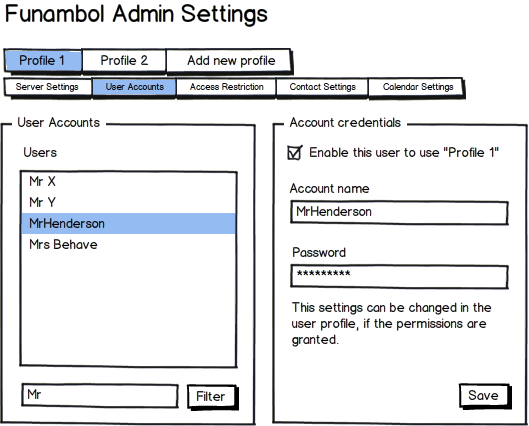 Funambol Admin Settings
Profile 1 Profile 2 Add new profile
Server Settings User Accounts Access Restriction Contact Settings Calendar Settings
User Accounts
Users
Mr X
Mr Y
MrHenderson
Mrs Behave
Mr Filter
Account credentials
Enable this user to use "Profile 1"
Account name
MrHenderson
Password
*********
This settings can be changed in the
user profile, if the permissions are
granted.
Save